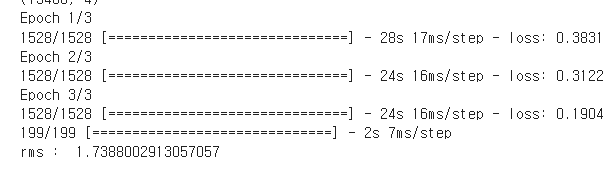 (13488, 4)
Epoch 1/3
1528/1528 [==============================] - 28s 17ms/step - loss: 0.3831
Epoch 2/3
1528/1528 [==============================] - 24s 16ms/step - loss: 0.3122
Epoch 3/3
1528/1528 [==============================] - 24s 16ms/step - loss: 0.1904
199/199 [==============================] - 2s 7ms/step
rms :  1.7388002913057057